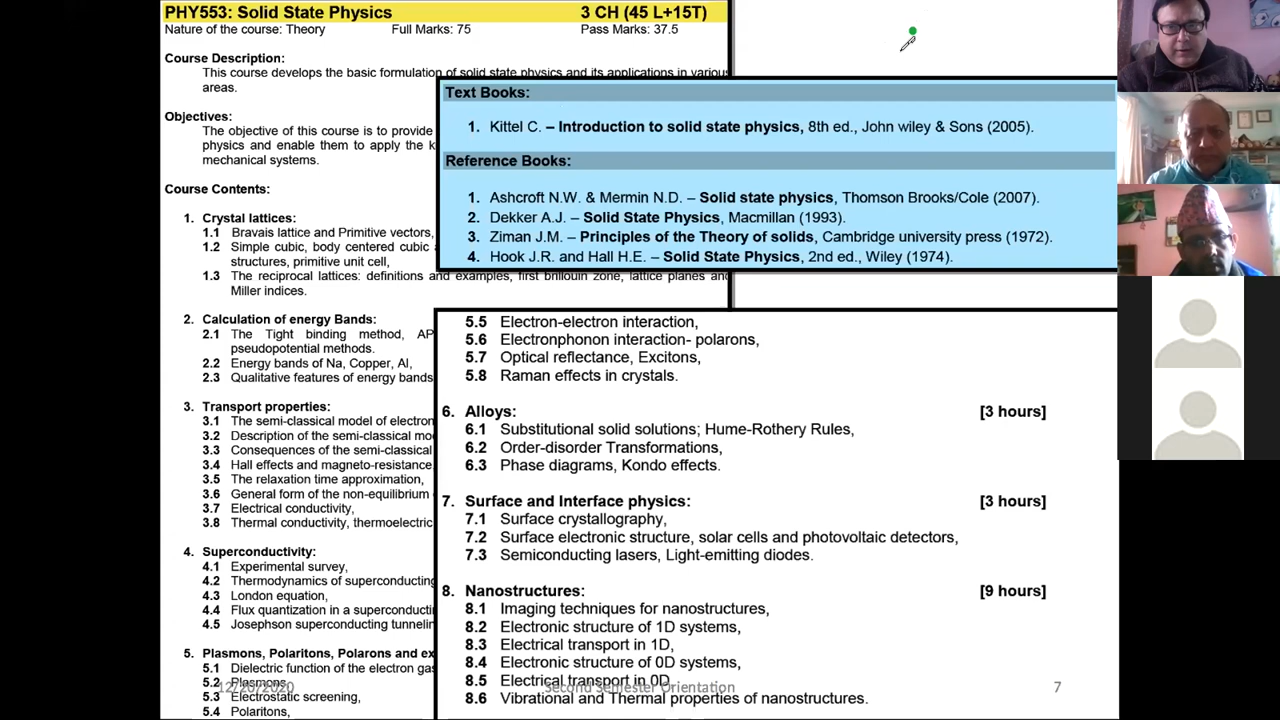 PHY553: Solid State Physics 3 CH (45 L+15T)
Nature of the course: Theory Full Marks: 75 Pass Marks: 37.5
Course Description:
This course develops the basic formulation of solid state physics and its applications in various
areas.
Objectives:
The objective of this course is to provide
physics and enable them to apply the k
mechanical systems.
Course Contents:
1. Crystal lattices:
1.1 Bravais lattice and Primitive vectors,
1.2 Simple cubic, body centered cubic
structures, primitive unit cell,
1.3 The reciprocal lattices: definitions and examples, first brillouin zone, lattice planes and
Miller indices.
2. Calculation of energy Bands:
2.1 The Tight binding method, AP
pseudopotential methods.
2.2 Energy bands of Na, Copper, Al,
2.3 Qualitative features of energy bands
3. Transport properties:
3.1 The semi-classical model of electron
3.2 Description of the semi-classical mo
3.3 Consequences of the semi-classical
3.4 Hall effects and magneto-resistance
3.5 The relaxation time approximation,
3.6 General form of the non-equilibrium
3.7 Electrical conductivity,
3.8 Thermal conductivity, thermoelectric
4. Superconductivity:
4.1 Experimental survey,
4.2 Thermodynamics of superconducting
4.3 London equation,
4.4 Flux quantization in a superconducti
4.5 Josephson superconducting tunnelin
5. Plasmons, Polaritons, Polarons and ex
5.1 Dielectric function of the electron gas
5.2 Plasmons,
5.3 Electrostatic screening,
5.4 Polaritons,
Text Books:
1. Kittel C. – Introduction to solid state physics, 8th ed., John wiley & Sons (2005).
Reference Books:
1. Ashcroft N.W. & Mermin N.D. – Solid state physics, Thomson Brooks/Cole (2007).
2. Dekker A.J. – Solid State Physics, Macmillan (1993).
3. Ziman J.M. – Principles of the Theory of solids, Cambridge university press (1972).
4. Hook J.R. and Hall H.E. – Solid State Physics, 2nd ed., Wiley (1974).
5.5 Electron-electron interaction,
5.6 Electronphonon interaction- polarons,
5.7 Optical reflectance, Excitons,
5.8 Raman effects in crystals.
6. Alloys: [3 hours]
6.1 Substitutional solid solutions; Hume-Rothery Rules,
6.2 Order-disorder Transformations,
6.3 Phase diagrams, Kondo effects.
7. Surface and Interface physics: [3 hours]
7.1 Surface crystallography,
7.2 Surface electronic structure, solar cells and photovoltaic detectors,
7.3 Semiconducting lasers, Light-emitting diodes.
8. Nanostructures: [9 hours]
8.1 Imaging techniques for nanostructures,
8.2 Electronic structure of 1D systems,
8.3 Electrical transport in 1D,
8.4 Electronic structure of 0D systems,
8.5 Electrical transport in 0D
8.6 Vibrational and Thermal properties of nanostructures.
12/20/2020 Second Semester Orientation 7